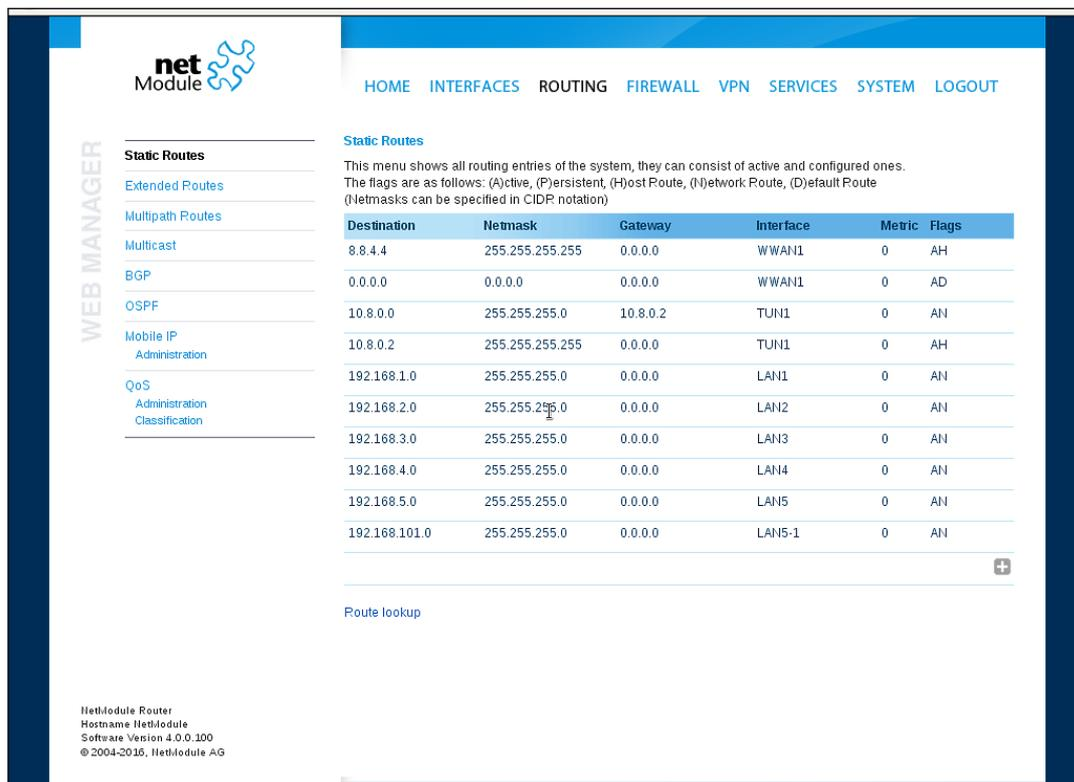 net
Module
HOME INTERFACES ROUTING FIREWALL VPN SERVICES SYSTEM LOGOUT
WEB MANAGER
Static Routes
Extended Routes
Multipath Routes
Multicast
BGP
OSPF
Mobile IP
Administration
QoS
Administration
Classification
Static Routes
This menu shows all routing entries of the system, they can consist of active and configured ones.
The flags are as follows: (A)ctive, (P)ersistent, (H)ost Route, (N)etwork Route, (D)efault Route
(Netmasks can be specified in CIDR notation)
Destination Netmask Gateway Interface Metric Flags
8.8.4.4 255.255.255.255 0.0.0.0 WWAN1 0 AH
0.0.0.0 0.0.0.0 0.0.0.0 WWAN1 0 AD
10.8.0.0 255.255.255.0 10.8.0.2 TUN1 0 AN
10.8.0.2 255.255.255.255 0.0.0.0 TUN1 0 AH
192.168.1.0 255.255.255.0 0.0.0.0 LAN1 0 AN
192.168.2.0 255.255.255.0 0.0.0.0 LAN2 0 AN
192.168.3.0 255.255.255.0 0.0.0.0 LAN3 0 AN
192.168.4.0 255.255.255.0 0.0.0.0 LAN4 0 AN
192.168.5.0 255.255.255.0 0.0.0.0 LAN5 0 AN
192.168.101.0 255.255.255.0 0.0.0.0 LAN5-1 0 AN
Route lookup
NetModule Router
Hostname NetModule
Software Version 4.0.0.100
© 2004-2016, NetModule AG